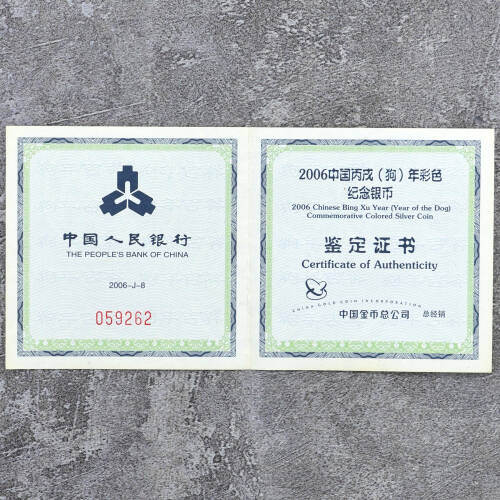 中国人民银行
THE PEOPLE'S BANK OF CHINA
2006-J-8
059262
2006中国丙戌（狗）年彩色
纪念银币
2006 Chinese Bing Xu Year (Year of the Dog)
Commemorative Colored Silver Coin
鉴定证书
Certificate of Authenticity
CHINA GOLD COIN INCORPORATION
中国金币总公司 总经销